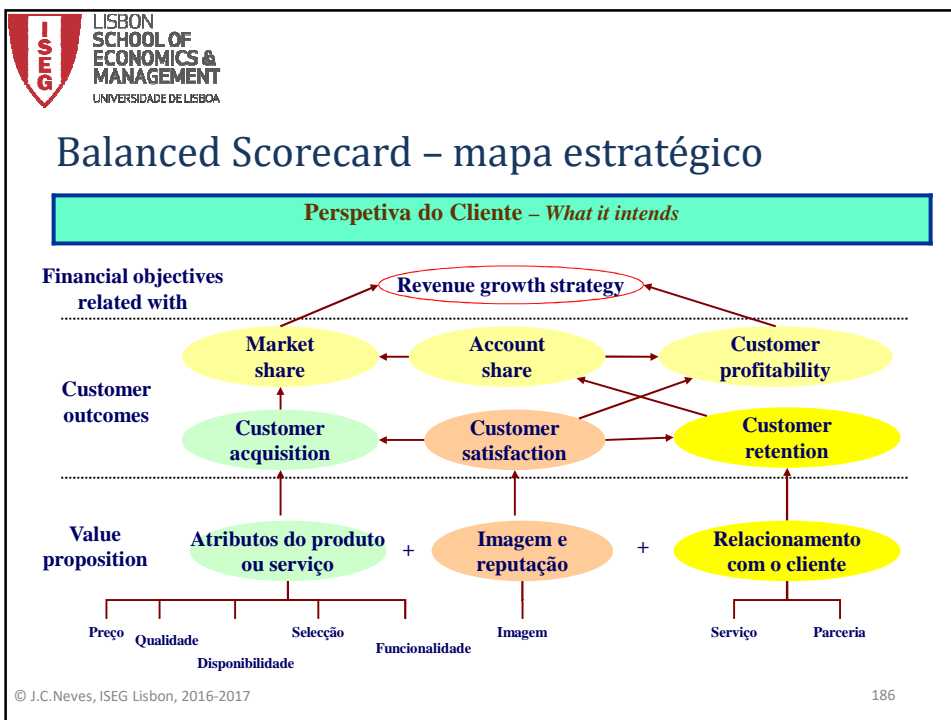 ISEG
LISBON
SCHOOL OF
ECONOMICS &
MANAGEMENT
UNIVERSIDADE DE LISBOA
Balanced Scorecard – mapa estratégico
Perspetiva do Cliente – What it intends
Financial objectives
related with
Revenue growth strategy
Customer
outcomes
Market
share
Account
share
Customer
profitability
Customer
acquisition
Customer
satisfaction
Customer
retention
Value
proposition
Atributos do produto
ou serviço
+
Imagem e
reputação
+
Relacionamento
com o cliente
Preço
Qualidade
Disponibilidade
Selecção
Funcionalidade
Imagem
Serviço
Parceria
© J.C.Neves, ISEG Lisbon, 2016-2017
186